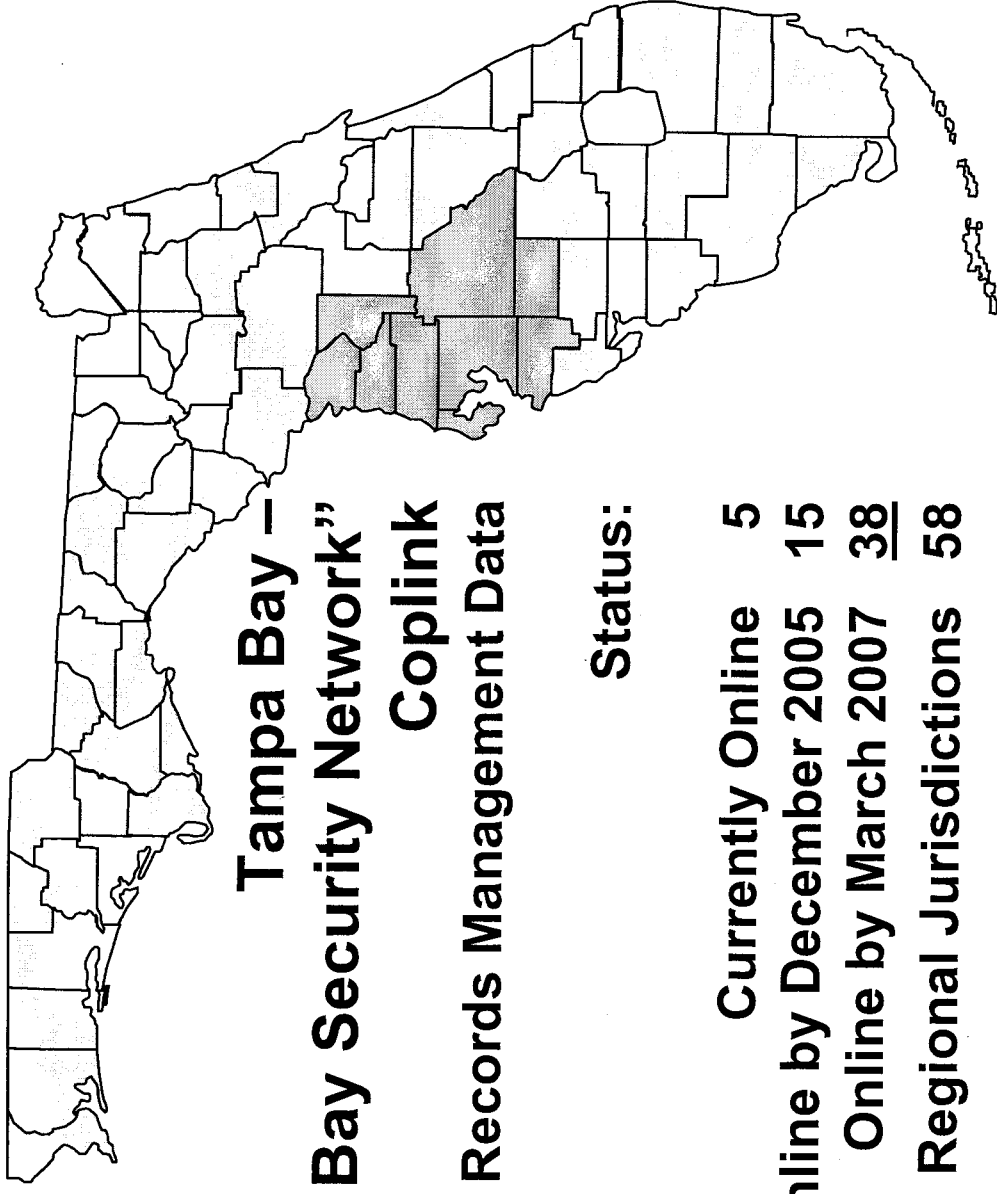 Tampa Bay –
Bay Security Network”
Coplink
Records Management Data
Status:
Currently Online 5
nline by December 2005 15
Online by March 2007 38
Regional Jurisdictions 58